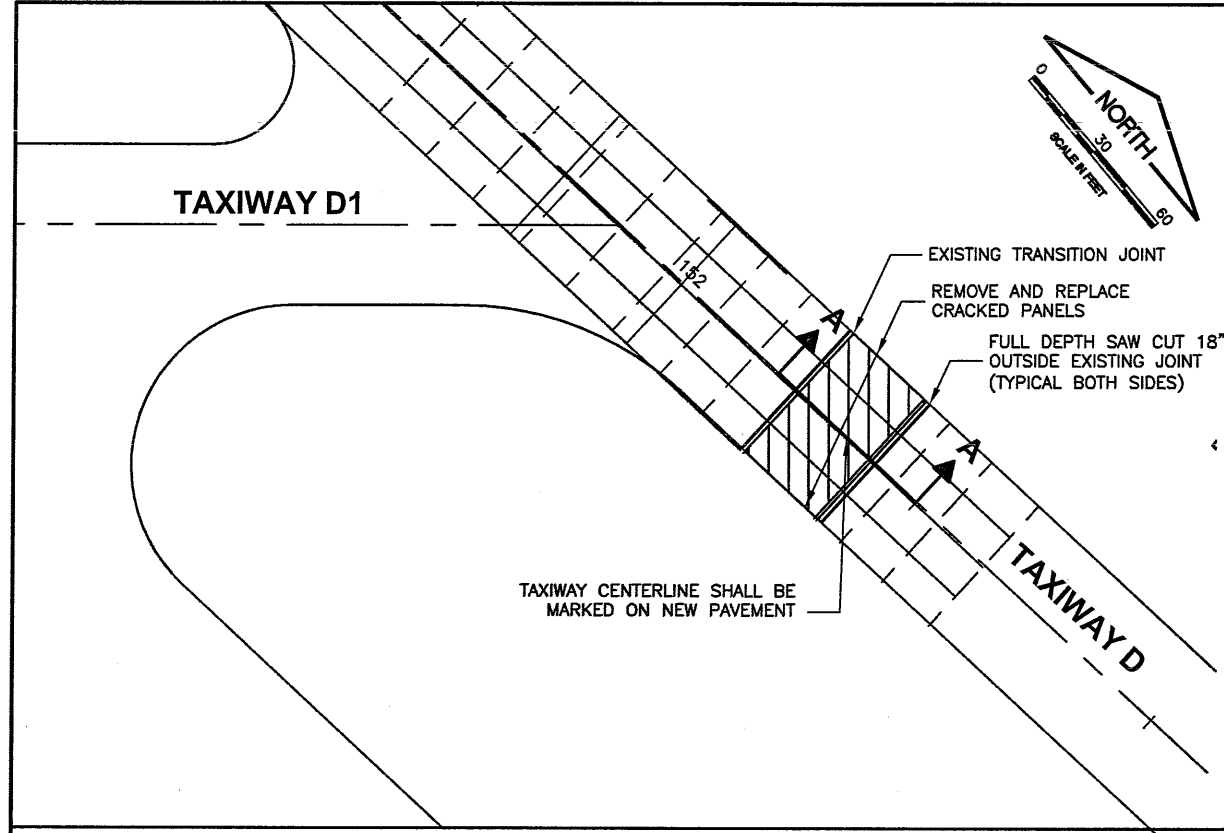 0
NORTH
30
SCALE IN FEET
60
TAXIWAY D1
152
EXISTING TRANSITION JOINT
REMOVE AND REPLACE
CRACKED PANELS
FULL DEPTH SAW CUT 18"
OUTSIDE EXISTING JOINT
(TYPICAL BOTH SIDES)
A
A
TAXIWAY CENTERLINE SHALL BE
MARKED ON NEW PAVEMENT
TAXIWAY D